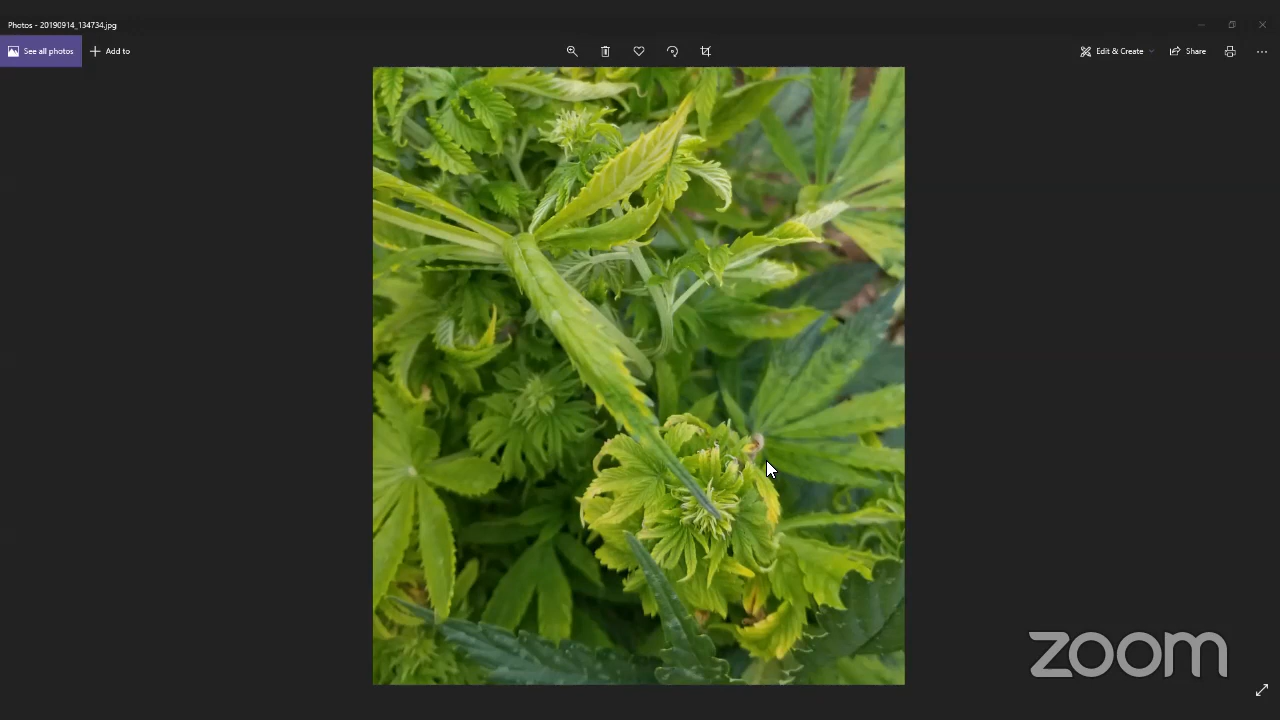 Photos - 20190914_134734.jpg
See all photos
Add to
Edit & Create
Share
zoom